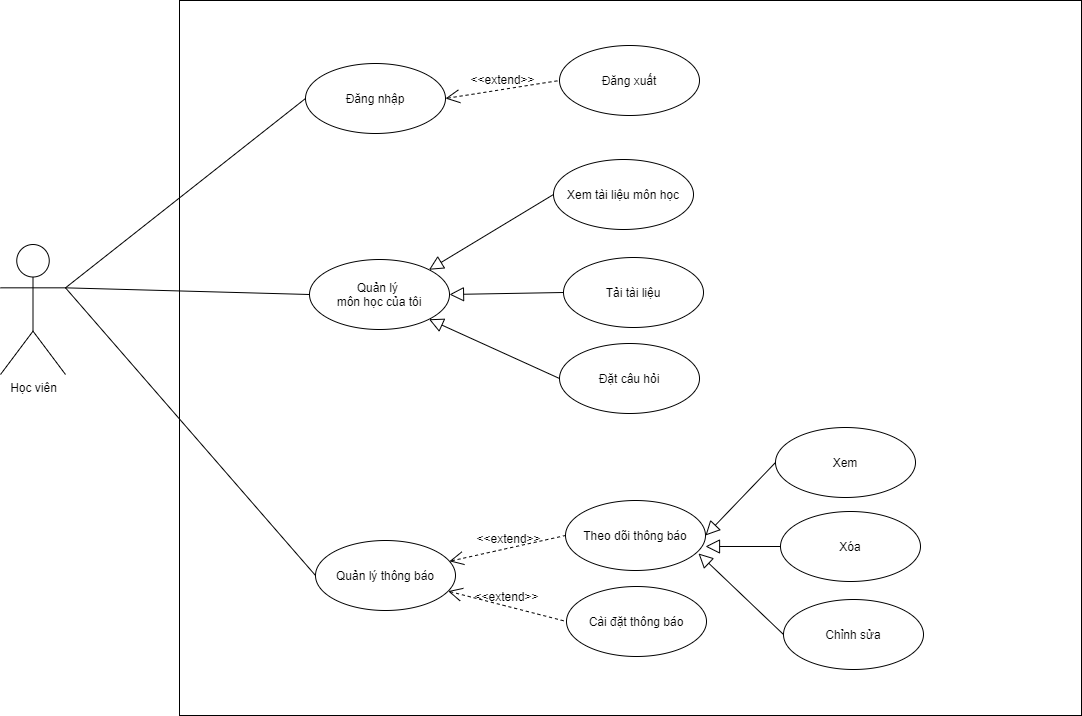 Đăng nhập
<<extend>>
Đăng xuất
Xem tải liệu môn học
Quản lý
môn học của tôi
Tải tài liệu
Đặt câu hỏi
Học viên
Xem
Theo dõi thông báo
<<extend>>
Xóa
Quản lý thông báo
<<extend>>
Cải đặt thông báo
Chỉnh sửa